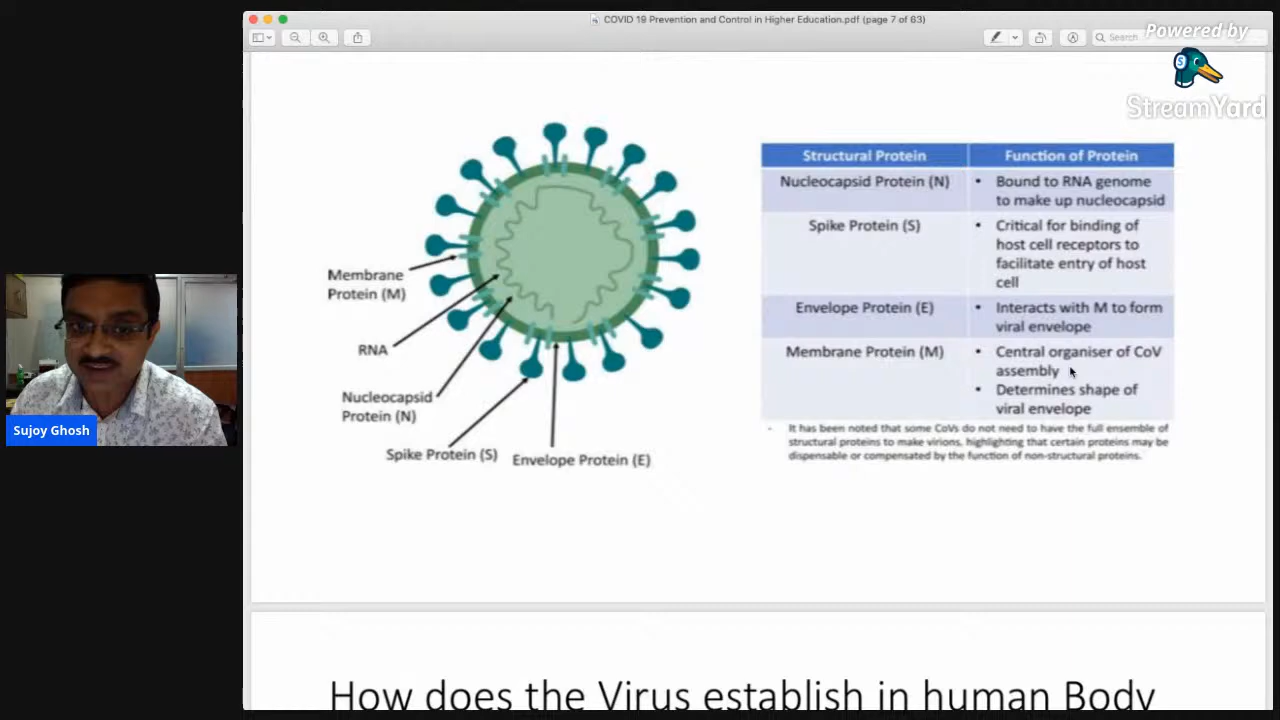 COVID 19 Prevention and Control in Higher Education.pdf (page 7 of 63)
Search
Powered by
StreamYard
Membrane
Protein (M)
RNA
Nucleocapsid
Protein (N)
Spike Protein (S)
Envelope Protein (E)
Structural Protein
Function of Protein
Nucleocapsid Protein (N)
• Bound to RNA genome
to make up nucleocapsid
Spike Protein (S)
• Critical for binding of
host cell receptors to
facilitate entry of host
cell
Envelope Protein (E)
• Interacts with M to form
viral envelope
Membrane Protein (M)
• Central organiser of CoV
assembly
• Determines shape of
viral envelope
- It has been noted that some CoVs do not need to have the full ensemble of
structural proteins to make virions, highlighting that certain proteins may be
dispensable or compensated by the function of non-structural proteins.
Sujoy Ghosh
How does the Virus establish in human Body